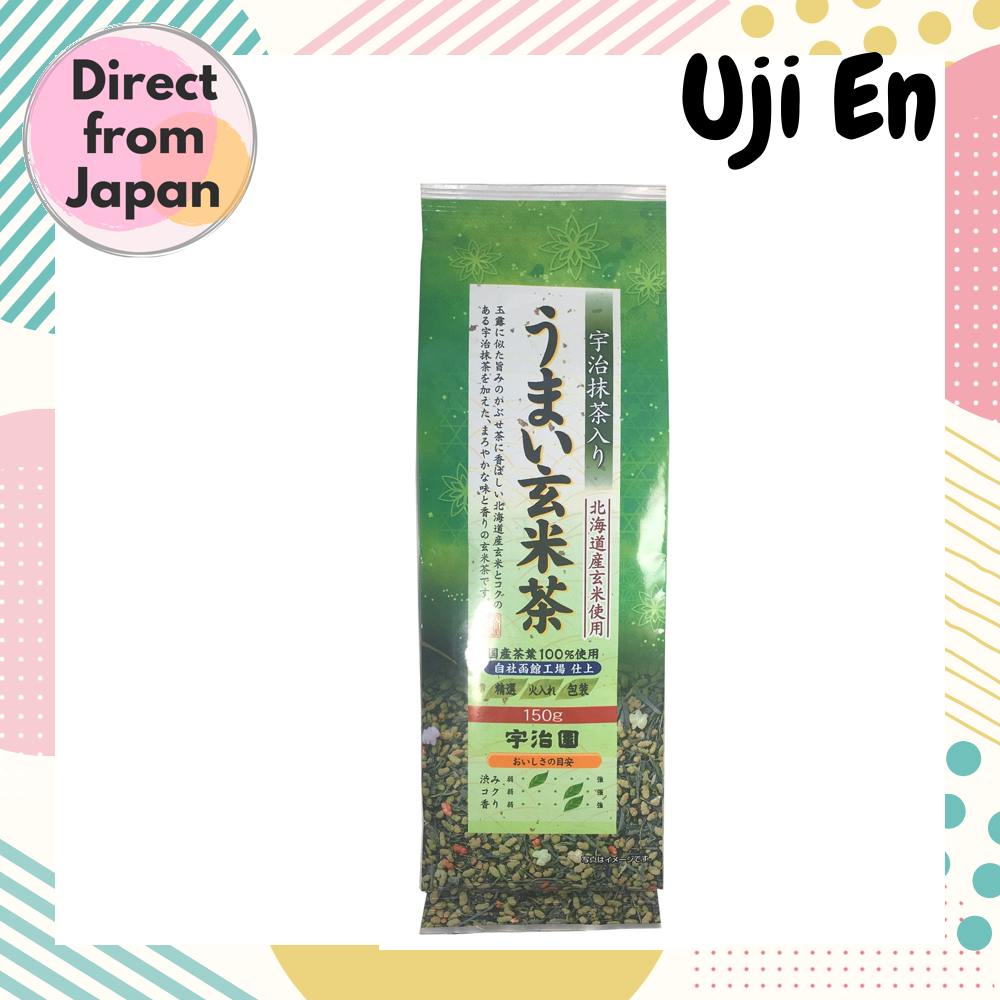 Direct
from
Japan
Uji En
宇治抹茶入り
北海道産玄米使用
うまい玄米茶
玉露に似た旨みのかぶせ茶に香ばしい北海道産玄米とコクの
ある宇治抹茶を加えた、まろやかな味と香りの玄米茶です。
国産茶葉100%使用
自社函館工場 仕上
精選 火入れ 包装
150g
宇治園
おいしさの目安
渋み 弱 強
コク 弱 強
香り 弱 強
写真はイメージです